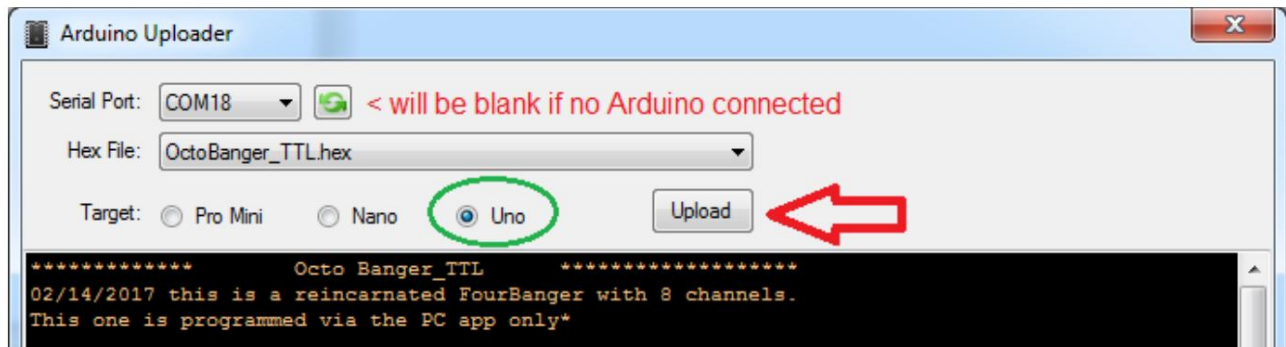 Arduino Uploader
Serial Port: COM18 < will be blank if no Arduino connected
Hex File: OctoBanger_TTL.hex
Target: Pro Mini Nano Uno Upload
************* Octo Banger_TTL *******************
02/14/2017 this is a reincarnated FourBanger with 8 channels.
This one is programmed via the PC app only*